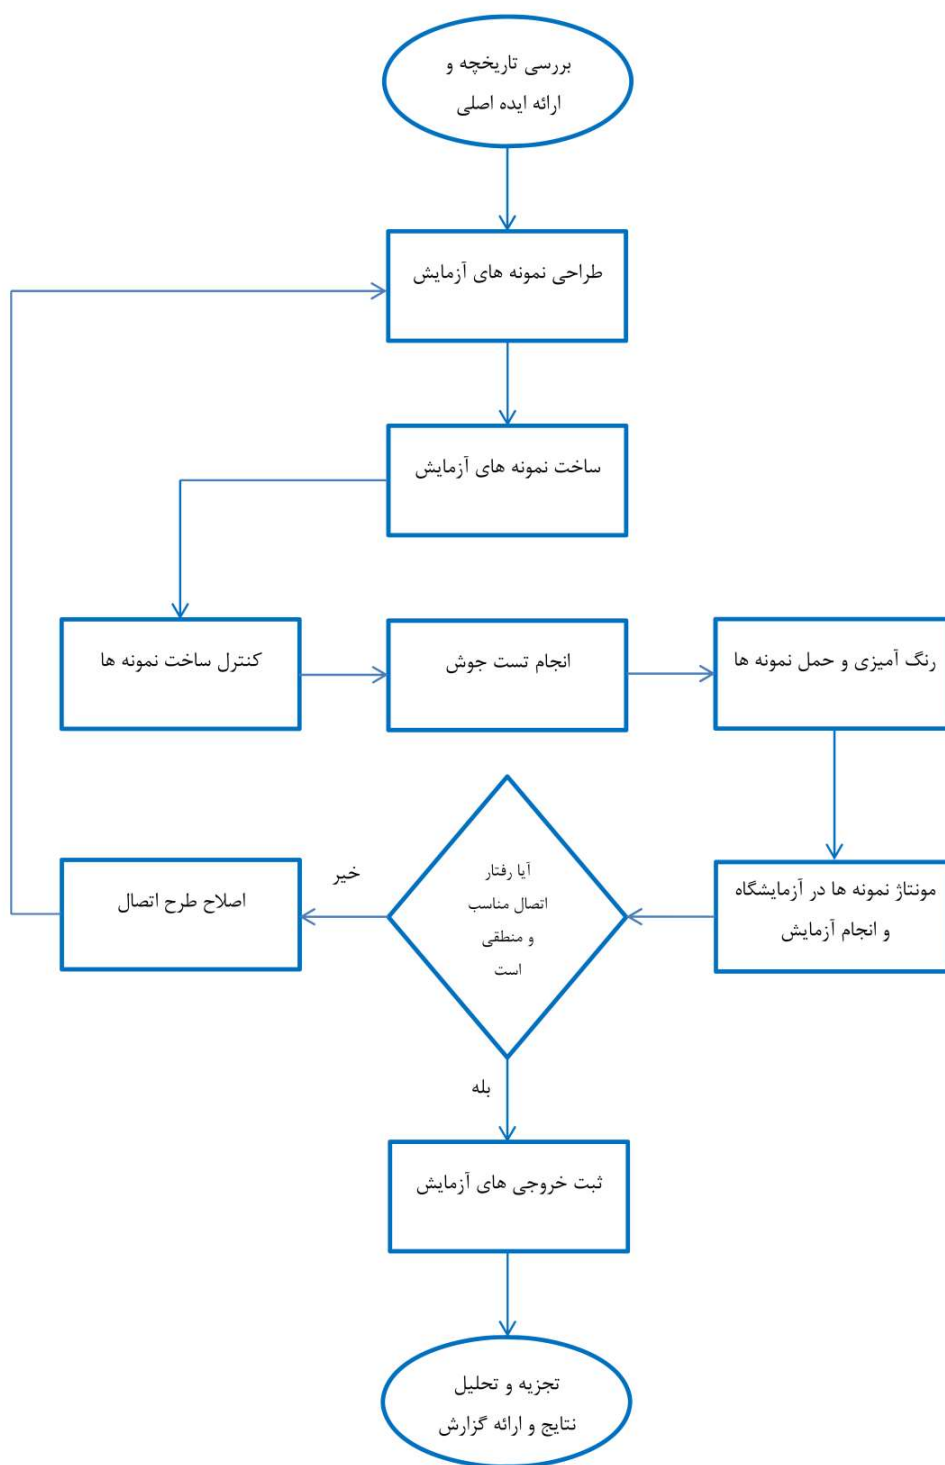 بررسی تاریخچه و
ارائه ایده اصلی
طراحی نمونه های آزمایش
ساخت نمونه های آزمایش
کنترل ساخت نمونه ها
انجام تست جوش
رنگ آمیزی و حمل نمونه ها
مونتاژ نمونه ها در آزمایشگاه
و انجام آزمایش
آیا رفتار
اتصال مناسب
و منطقی
است
خیر
اصلاح طرح اتصال
بله
ثبت خروجی های آزمایش
تجزیه و تحلیل
نتایج و ارائه گزارش